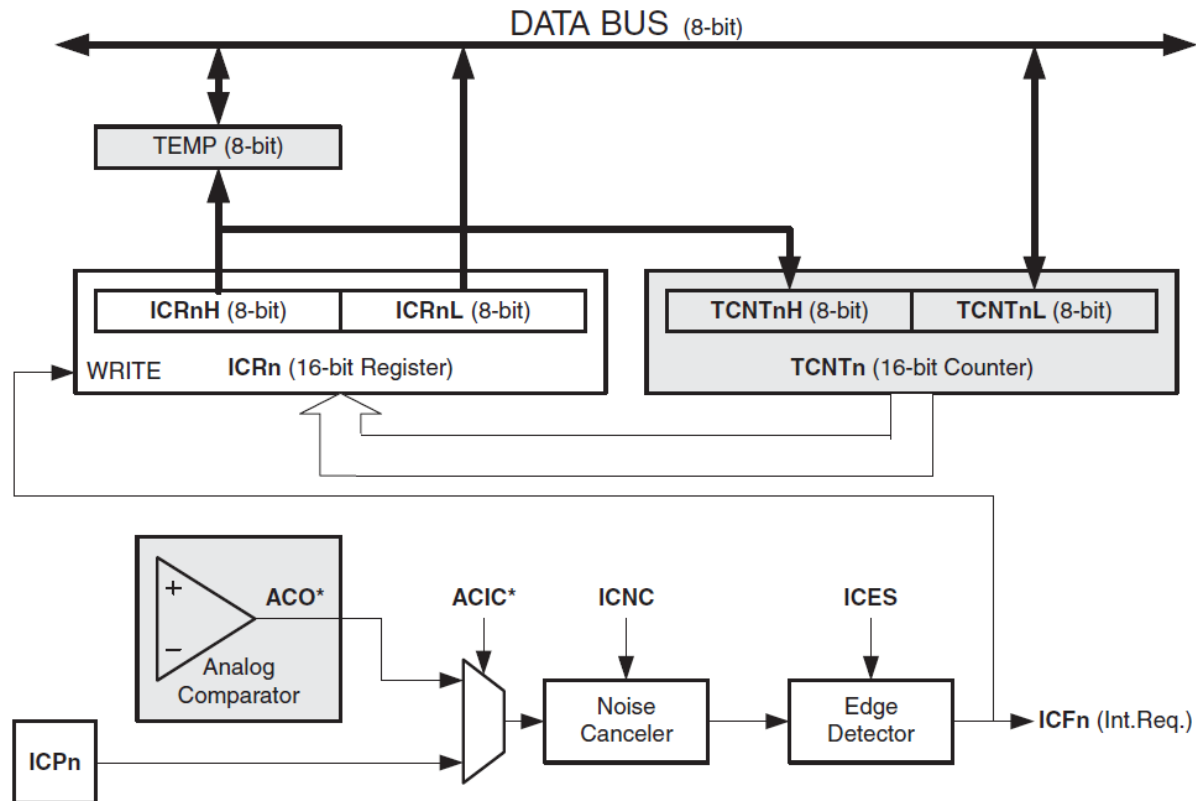 DATA BUS (8-bit)
TEMP (8-bit)
ICRnH (8-bit)
ICRnL (8-bit)
TCNTnH (8-bit)
TCNTnL (8-bit)
WRITE
ICRn (16-bit Register)
TCNTn (16-bit Counter)
+
−
ACO*
Analog
Comparator
ACIC*
ICNC
ICES
Noise
Canceler
Edge
Detector
ICFn (Int.Req.)
ICPn